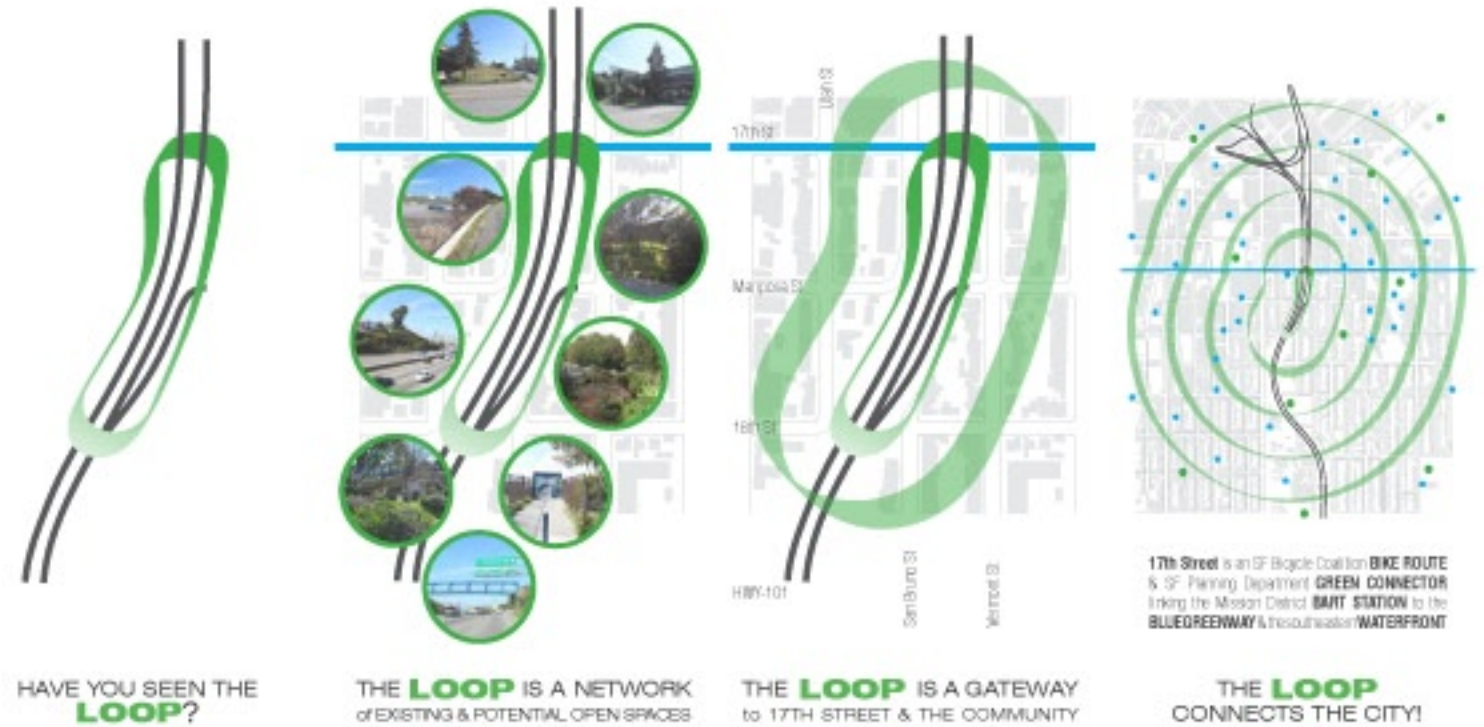 Utah St
17th St
Mariposa St
18th St
HWY-101
San Bruno St
Vermont St
17th Street is an SF Bicycle Coalition BIKE ROUTE
& SF Planning Department GREEN CONNECTOR
linking the Mission District BART STATION to the
BLUEGREENWAY & the southeastern WATERFRONT
HAVE YOU SEEN THE
LOOP?
THE LOOP IS A NETWORK
of EXISTING & POTENTIAL OPEN SPACES
THE LOOP IS A GATEWAY
to 17TH STREET & THE COMMUNITY
THE LOOP
CONNECTS THE CITY!